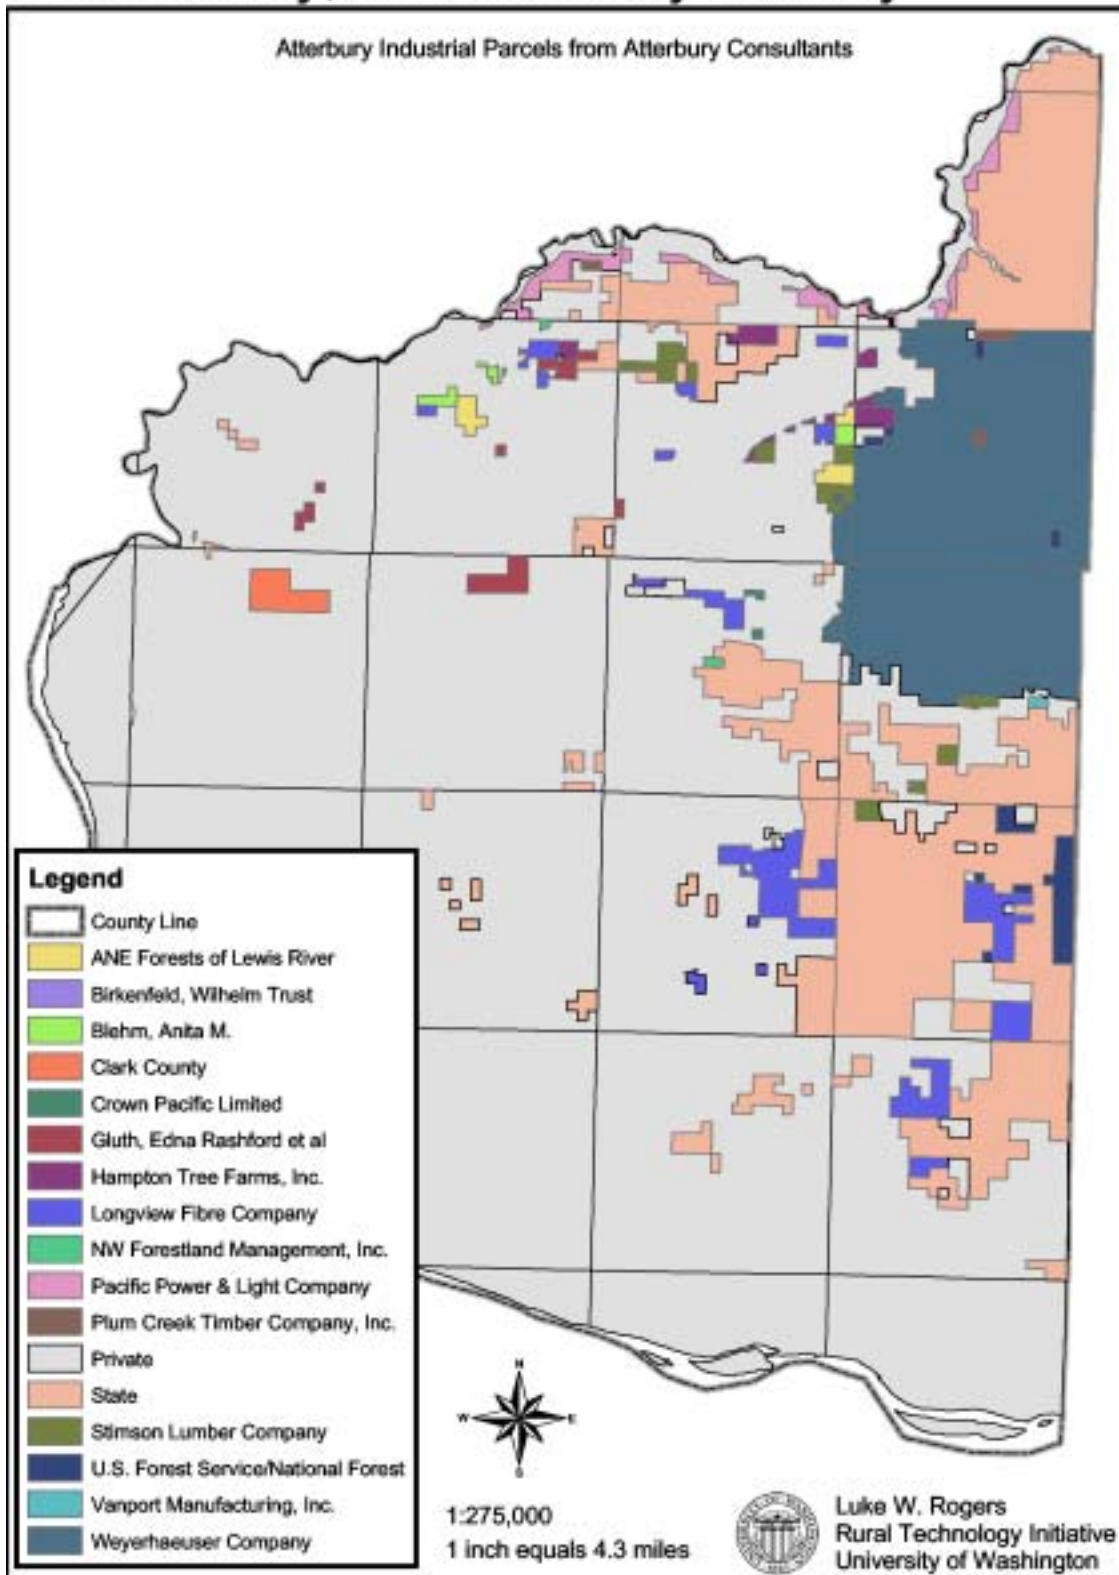 Atterbury Industrial Parcels from Atterbury Consultants
Legend
County Line
ANE Forests of Lewis River
Birkenfeld, Wilhelm Trust
Blehm, Anita M.
Clark County
Crown Pacific Limited
Gluth, Edna Rashford et al
Hampton Tree Farms, Inc.
Longview Fibre Company
NW Forestland Management, Inc.
Pacific Power & Light Company
Plum Creek Timber Company, Inc.
Private
State
Stimson Lumber Company
U.S. Forest Service/National Forest
Vanport Manufacturing, Inc.
Weyerhaeuser Company
N
W E
S
1:275,000
1 inch equals 4.3 miles
Luke W. Rogers
Rural Technology Initiative
University of Washington